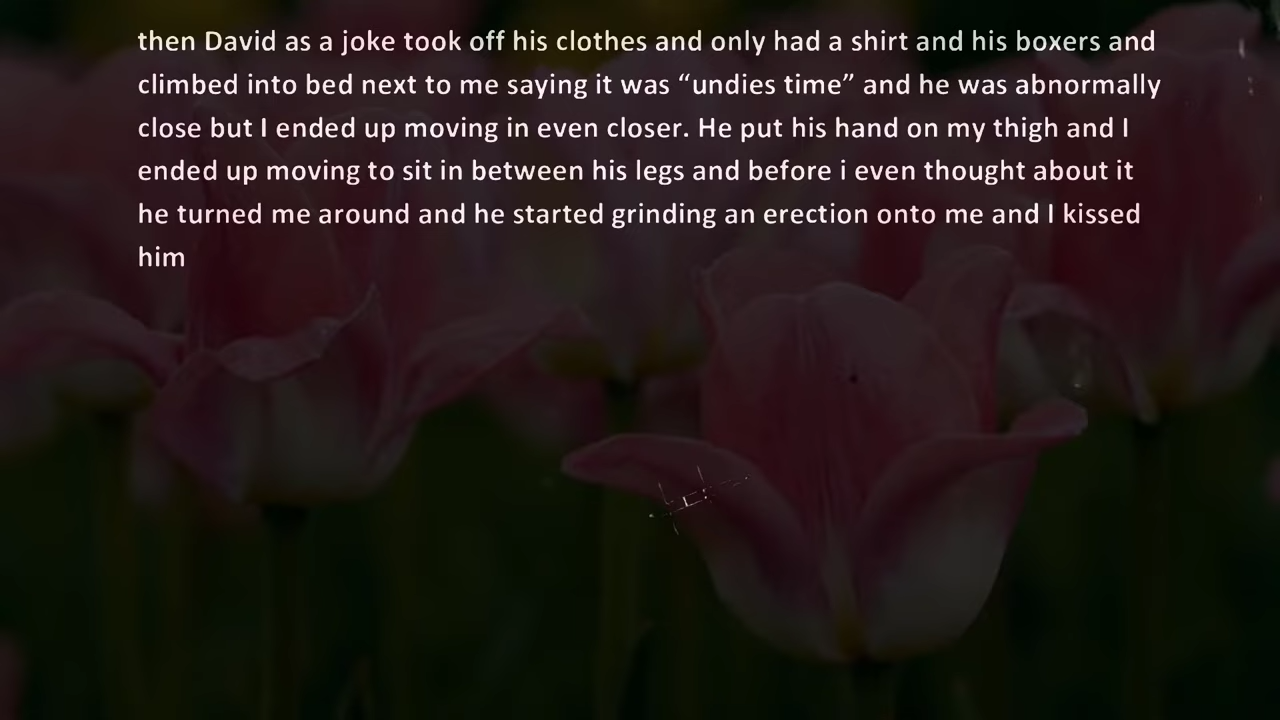 then David as a joke took off his clothes and only had a shirt and his boxers and
climbed into bed next to me saying it was “undies time” and he was abnormally
close but I ended up moving in even closer. He put his hand on my thigh and I
ended up moving to sit in between his legs and before i even thought about it
he turned me around and he started grinding an erection onto me and I kissed
him